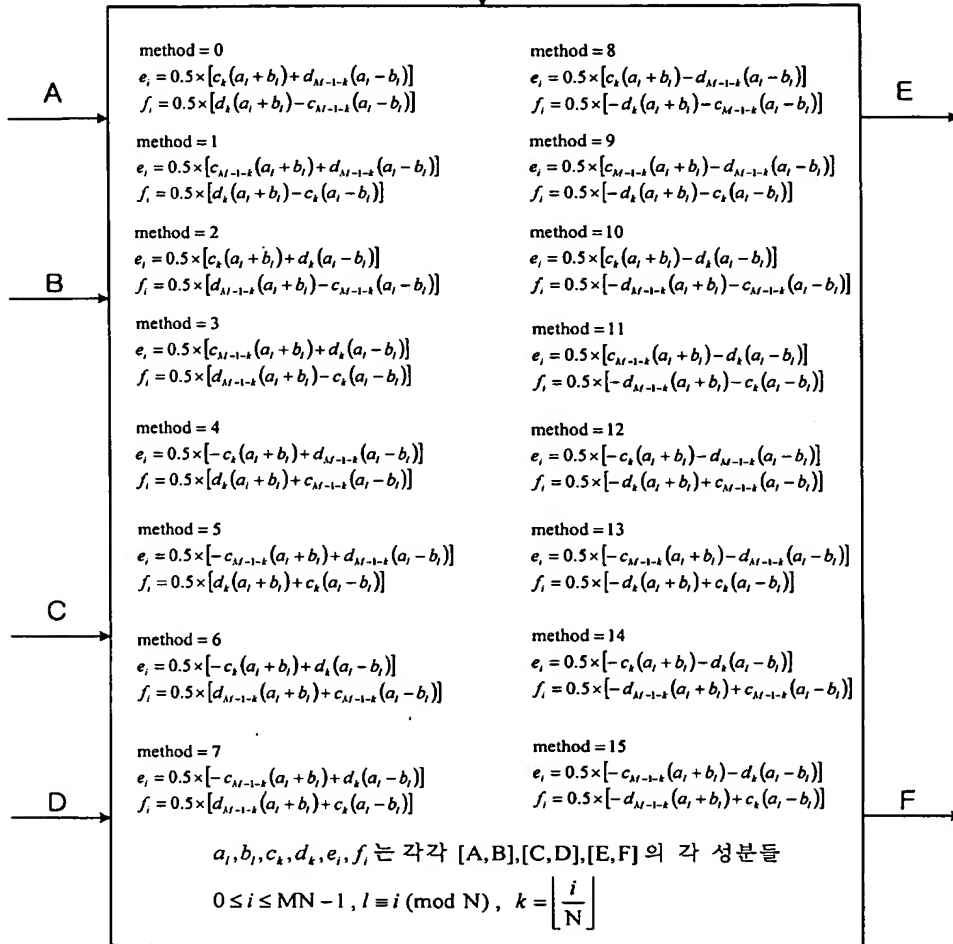 A
B
C
D
E
F
method = 0
e_i = 0.5×[c_k(a_l + b_l) + d_{M-1-k}(a_l − b_l)]
f_i = 0.5×[d_k(a_l + b_l) − c_{M-1-k}(a_l − b_l)]
method = 1
e_i = 0.5×[c_{M-1-k}(a_l + b_l) + d_{M-1-k}(a_l − b_l)]
f_i = 0.5×[d_k(a_l + b_l) − c_k(a_l − b_l)]
method = 2
e_i = 0.5×[c_k(a_l + b_l) + d_k(a_l − b_l)]
f_i = 0.5×[d_{M-1-k}(a_l + b_l) − c_{M-1-k}(a_l − b_l)]
method = 3
e_i = 0.5×[c_{M-1-k}(a_l + b_l) + d_k(a_l − b_l)]
f_i = 0.5×[d_{M-1-k}(a_l + b_l) − c_k(a_l − b_l)]
method = 4
e_i = 0.5×[−c_k(a_l + b_l) + d_{M-1-k}(a_l − b_l)]
f_i = 0.5×[d_k(a_l + b_l) + c_{M-1-k}(a_l − b_l)]
method = 5
e_i = 0.5×[−c_{M-1-k}(a_l + b_l) + d_{M-1-k}(a_l − b_l)]
f_i = 0.5×[d_k(a_l + b_l) + c_k(a_l − b_l)]
method = 6
e_i = 0.5×[−c_k(a_l + b_l) + d_k(a_l − b_l)]
f_i = 0.5×[d_{M-1-k}(a_l + b_l) + c_{M-1-k}(a_l − b_l)]
method = 7
e_i = 0.5×[−c_{M-1-k}(a_l + b_l) + d_k(a_l − b_l)]
f_i = 0.5×[d_{M-1-k}(a_l + b_l) + c_k(a_l − b_l)]
method = 8
e_i = 0.5×[c_k(a_l + b_l) − d_{M-1-k}(a_l − b_l)]
f_i = 0.5×[−d_k(a_l + b_l) − c_{M-1-k}(a_l − b_l)]
method = 9
e_i = 0.5×[c_{M-1-k}(a_l + b_l) − d_{M-1-k}(a_l − b_l)]
f_i = 0.5×[−d_k(a_l + b_l) − c_k(a_l − b_l)]
method = 10
e_i = 0.5×[c_k(a_l + b_l) − d_k(a_l − b_l)]
f_i = 0.5×[−d_{M-1-k}(a_l + b_l) − c_{M-1-k}(a_l − b_l)]
method = 11
e_i = 0.5×[c_{M-1-k}(a_l + b_l) − d_k(a_l − b_l)]
f_i = 0.5×[−d_{M-1-k}(a_l + b_l) − c_k(a_l − b_l)]
method = 12
e_i = 0.5×[−c_k(a_l + b_l) − d_{M-1-k}(a_l − b_l)]
f_i = 0.5×[−d_k(a_l + b_l) + c_{M-1-k}(a_l − b_l)]
method = 13
e_i = 0.5×[−c_{M-1-k}(a_l + b_l) − d_{M-1-k}(a_l − b_l)]
f_i = 0.5×[−d_k(a_l + b_l) + c_k(a_l − b_l)]
method = 14
e_i = 0.5×[−c_k(a_l + b_l) − d_k(a_l − b_l)]
f_i = 0.5×[−d_{M-1-k}(a_l + b_l) + c_{M-1-k}(a_l − b_l)]
method = 15
e_i = 0.5×[−c_{M-1-k}(a_l + b_l) − d_k(a_l − b_l)]
f_i = 0.5×[−d_{M-1-k}(a_l + b_l) + c_k(a_l − b_l)]
a_l, b_l, c_k, d_k, e_i, f_i 는 각각 [A,B],[C,D],[E,F] 의 각 성분들
0 ≤ i ≤ MN − 1, l ≡ i (mod N), k = ⌊i/N⌋